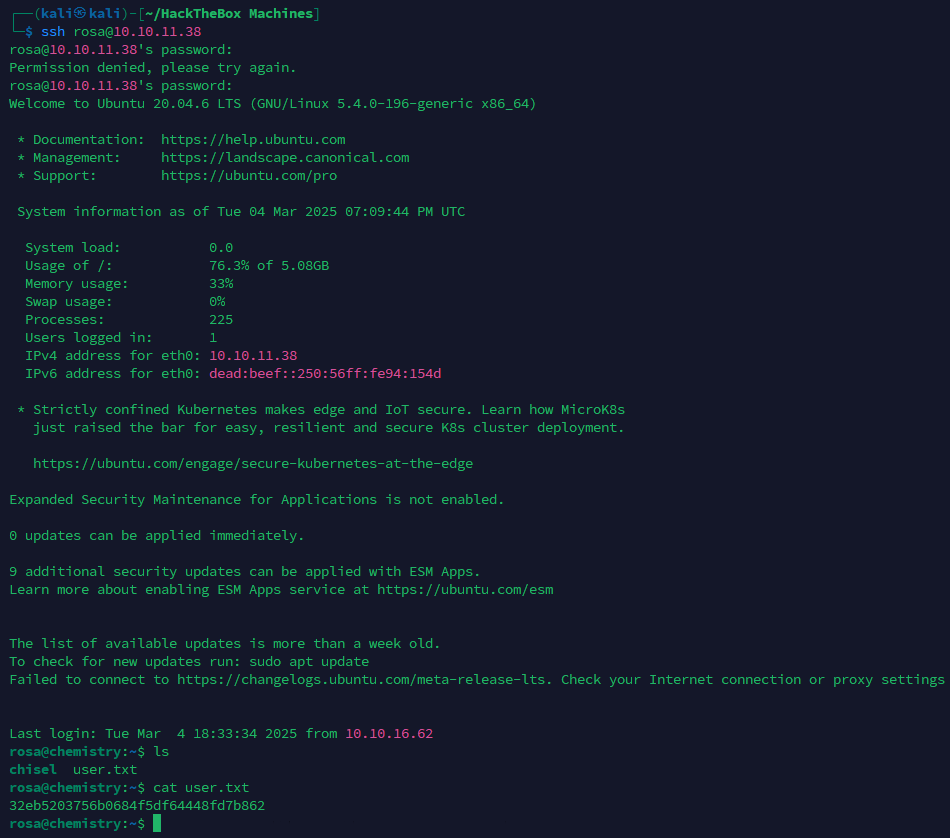 ┌──(kali㉿kali)-[~/HackTheBox Machines]
└─$ ssh rosa@10.10.11.38
rosa@10.10.11.38's password:
Permission denied, please try again.
rosa@10.10.11.38's password:
Welcome to Ubuntu 20.04.6 LTS (GNU/Linux 5.4.0-196-generic x86_64)
* Documentation:  https://help.ubuntu.com
* Management:     https://landscape.canonical.com
* Support:        https://ubuntu.com/pro
System information as of Tue 04 Mar 2025 07:09:44 PM UTC
System load:           0.0
Usage of /:            76.3% of 5.08GB
Memory usage:          33%
Swap usage:            0%
Processes:             225
Users logged in:       1
IPv4 address for eth0: 10.10.11.38
IPv6 address for eth0: dead:beef::250:56ff:fe94:154d
* Strictly confined Kubernetes makes edge and IoT secure. Learn how MicroK8s
just raised the bar for easy, resilient and secure K8s cluster deployment.
https://ubuntu.com/engage/secure-kubernetes-at-the-edge
Expanded Security Maintenance for Applications is not enabled.
0 updates can be applied immediately.
9 additional security updates can be applied with ESM Apps.
Learn more about enabling ESM Apps service at https://ubuntu.com/esm
The list of available updates is more than a week old.
To check for new updates run: sudo apt update
Failed to connect to https://changelogs.ubuntu.com/meta-release-lts. Check your Internet connection or proxy settings
Last login: Tue Mar  4 18:33:34 2025 from 10.10.16.62
rosa@chemistry:~$ ls
chisel  user.txt
rosa@chemistry:~$ cat user.txt
32eb5203756b0684f5df64448fd7b862
rosa@chemistry:~$